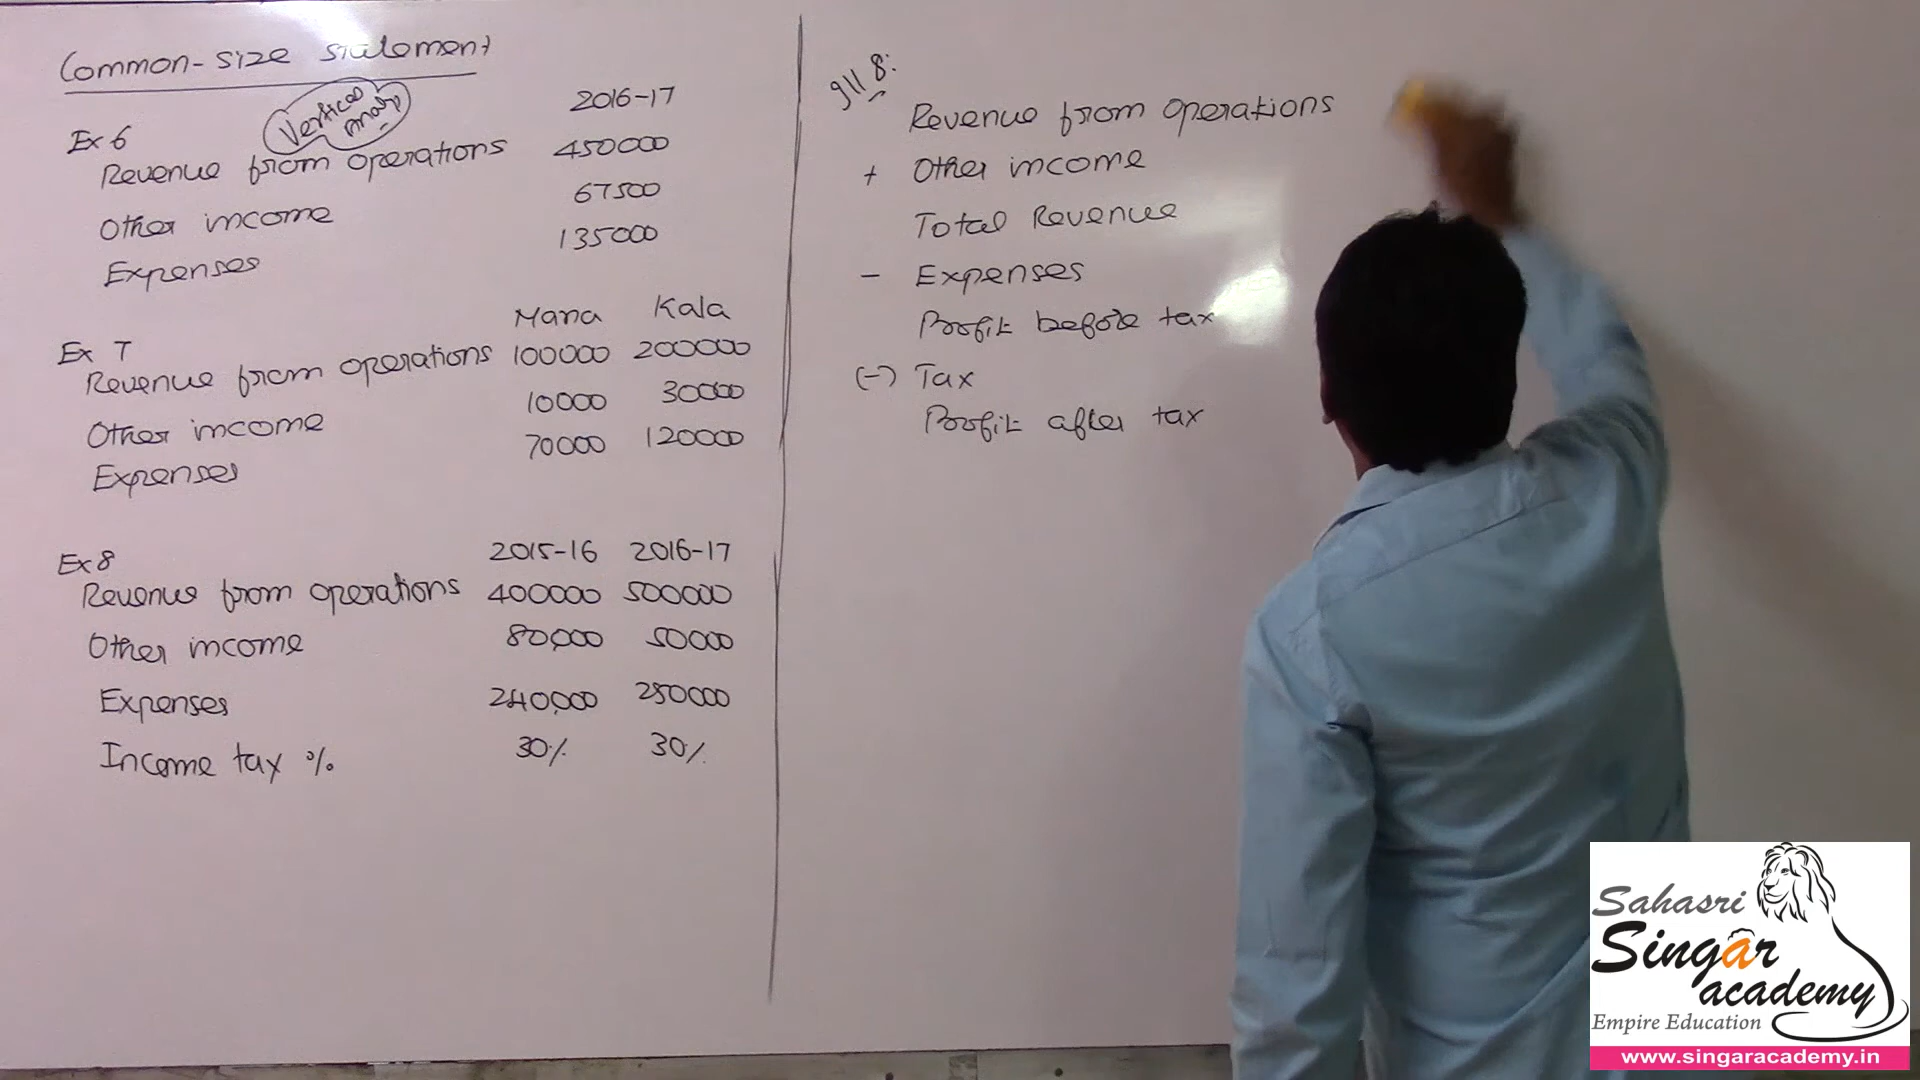 Common-size statement
Vertical analy
Ex 6 2016-17
Revenue from operations 450000
Other income 67500
Expenses 135000
Mana Kala
Ex 7
Revenue from operations 100000 200000
Other income 10000 30000
Expenses 70000 120000
Ex 8 2015-16 2016-17
Revenue from operations 400000 500000
Other income 80,000 50000
Expenses 240,000 250000
Income tax % 30% 30%
Ill 8:
Revenue from operations
+ Other income
Total Revenue
- Expenses
Profit before tax
(-) Tax
Profit after tax
Sahasri
Singar
academy
Empire Education
www.singaracademy.in